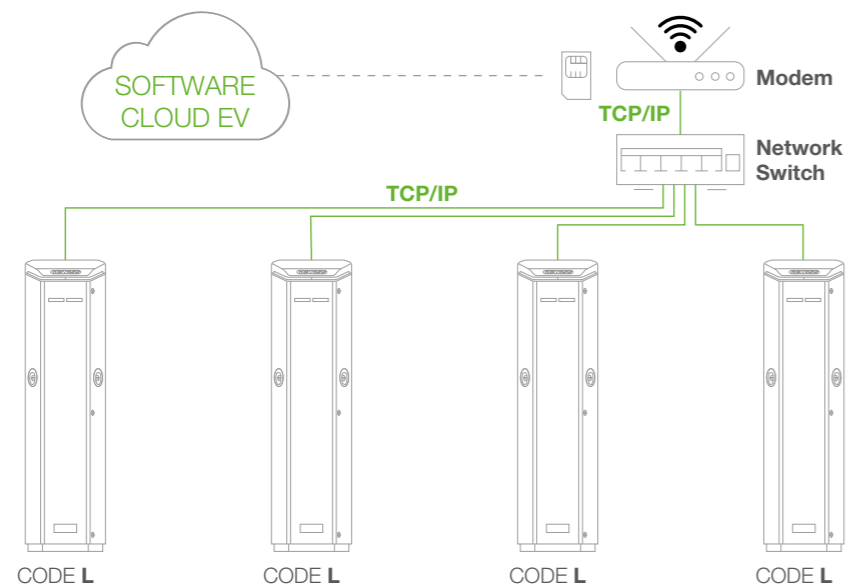 SOFTWARE
CLOUD EV
Modem
TCP/IP
Network
Switch
TCP/IP
CODE L
CODE L
CODE L
CODE L